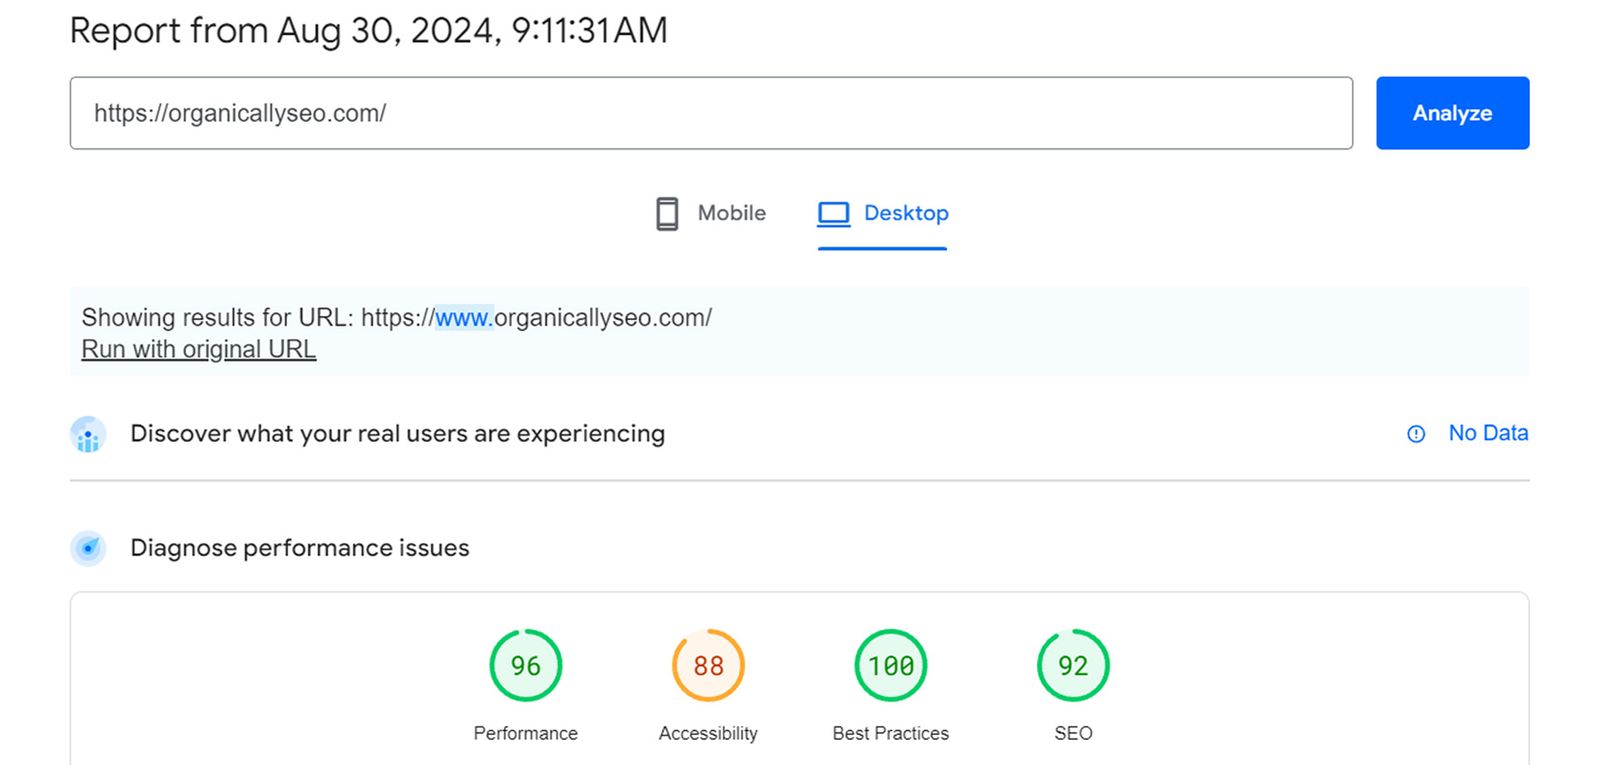 Report from Aug 30, 2024, 9:11:31 AM
https://organicallyseo.com/
Analyze
Mobile
Desktop
Showing results for URL: https://www.organicallyseo.com/
Run with original URL
Discover what your real users are experiencing
No Data
Diagnose performance issues
96
88
100
92
Performance
Accessibility
Best Practices
SEO